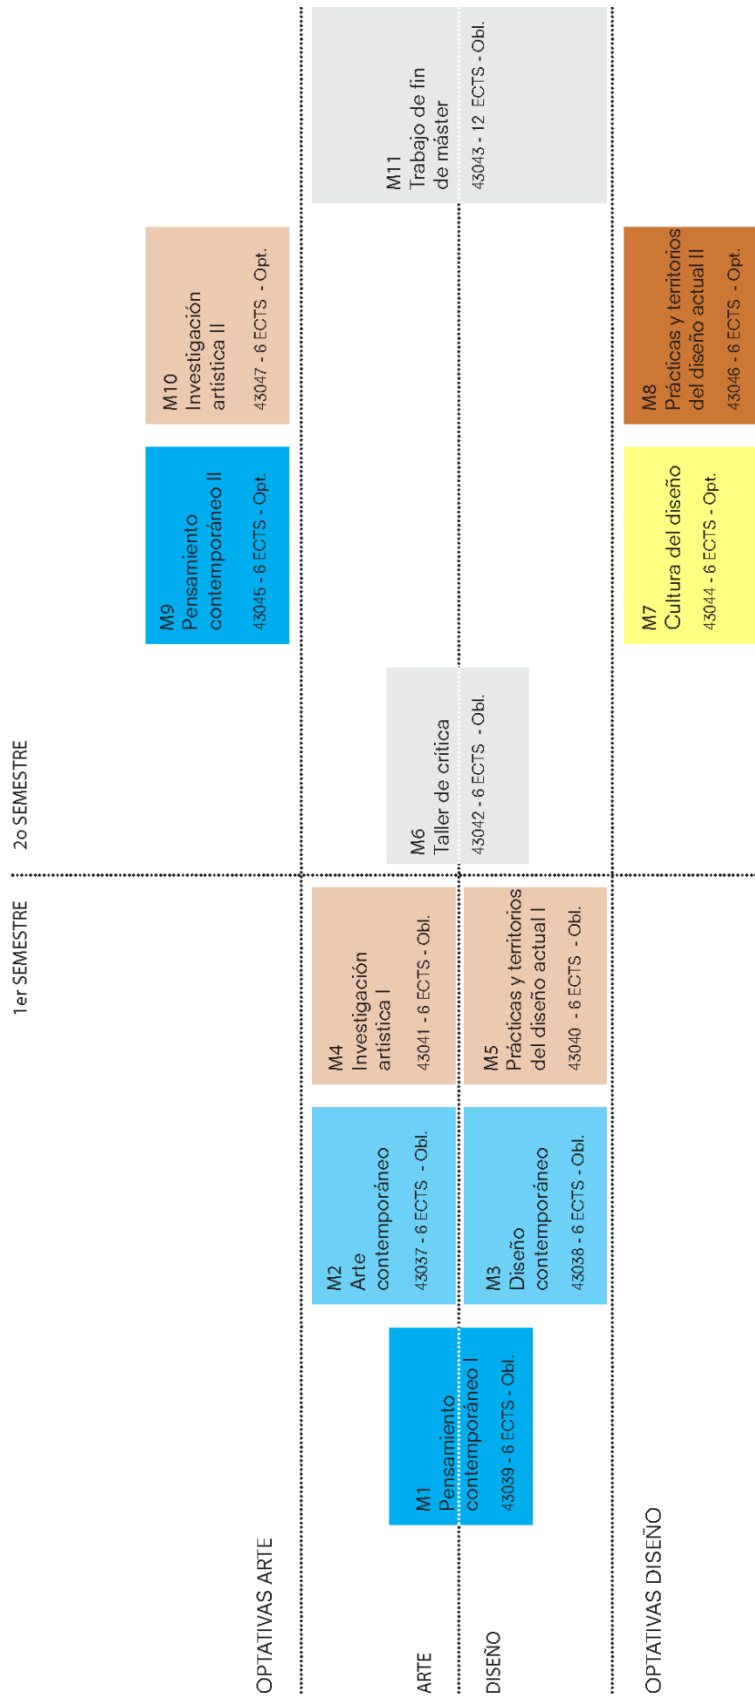 1er SEMESTRE
2o SEMESTRE
OPTATIVAS ARTE
M9
Pensamiento
contemporáneo II
43045 - 6 ECTS - Opt.
M10
Investigación
artística II
43047 - 6 ECTS - Opt.
ARTE
DISEÑO
M1
Pensamiento
contemporáneo I
43039 - 6 ECTS - Obl.
M2
Arte
contemporáneo
43037 - 6 ECTS - Obl.
M4
Investigación
artística I
43041 - 6 ECTS - Obl.
M3
Diseño
contemporáneo
43038 - 6 ECTS - Obl.
M5
Prácticas y territorios
del diseño actual I
43040 - 6 ECTS - Obl.
M6
Taller de crítica
43042 - 6 ECTS - Obl.
M11
Trabajo de fin
de máster
43043 - 12 ECTS - Obl.
OPTATIVAS DISEÑO
M7
Cultura del diseño
43044 - 6 ECTS - Opt.
M8
Prácticas y territorios
del diseño actual II
43046 - 6 ECTS - Opt.